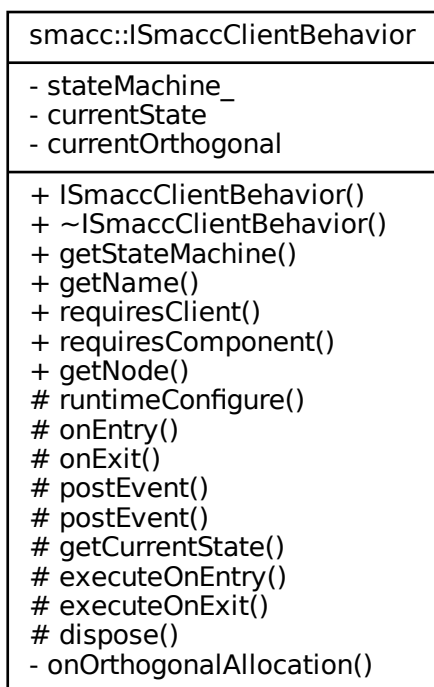 smacc::ISmaccClientBehavior
- stateMachine_
- currentState
- currentOrthogonal
+ ISmaccClientBehavior()
+ ~ISmaccClientBehavior()
+ getStateMachine()
+ getName()
+ requiresClient()
+ requiresComponent()
+ getNode()
# runtimeConfigure()
# onEntry()
# onExit()
# postEvent()
# postEvent()
# getCurrentState()
# executeOnEntry()
# executeOnExit()
# dispose()
- onOrthogonalAllocation()